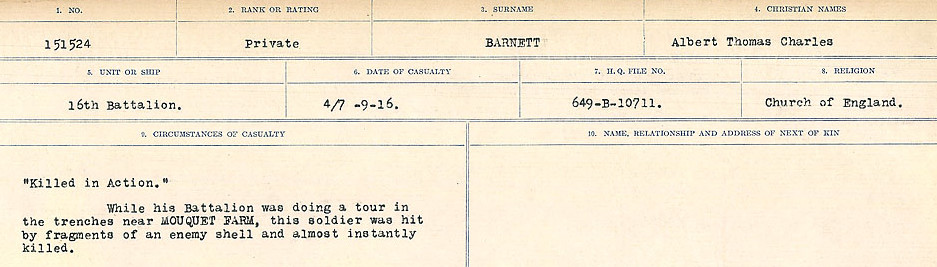 1. NO. 2. RANK OR RATING 3. SURNAME 4. CHRISTIAN NAMES
151524 Private BARNETT Albert Thomas Charles
5. UNIT OR SHIP 6. DATE OF CASUALTY 7. H.Q. FILE NO. 8. RELIGION
16th Battalion. 4/7 -9-16. 649-B-10711. Church of England.
9. CIRCUMSTANCES OF CASUALTY 10. NAME, RELATIONSHIP AND ADDRESS OF NEXT OF KIN
"Killed in Action."
While his Battalion was doing a tour in
the trenches near MOUQUET FARM, this soldier was hit
by fragments of an enemy shell and almost instantly
killed.